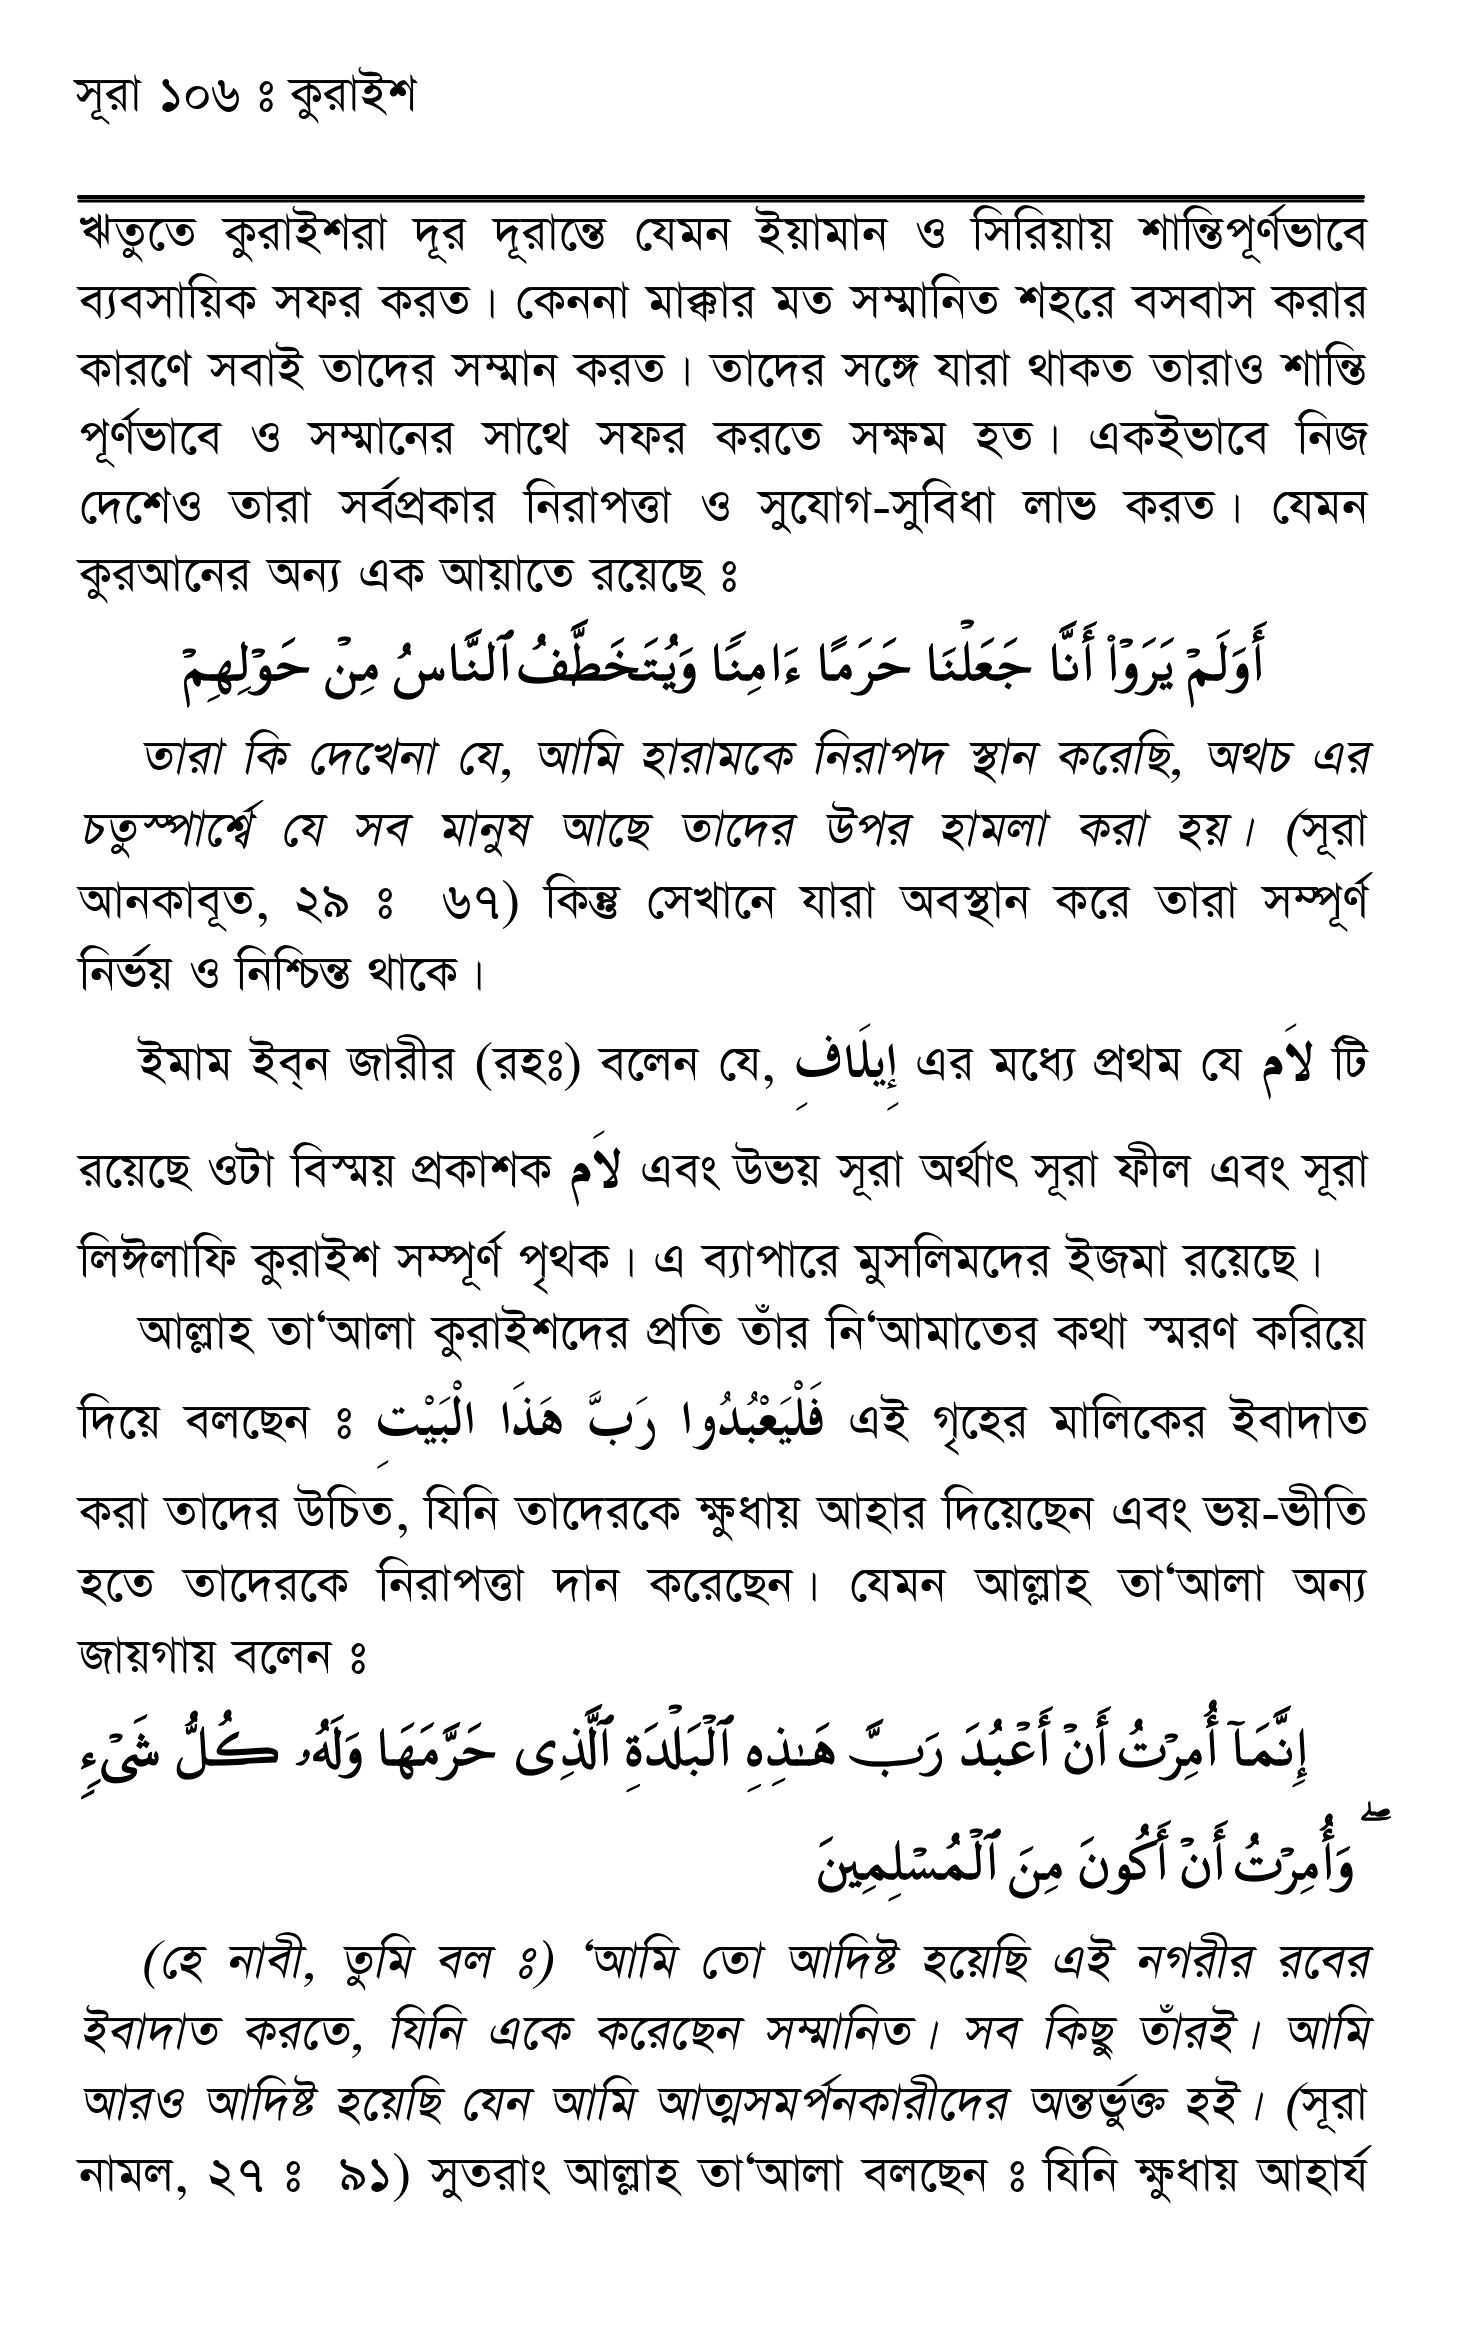 সূরা ১০৬ ঃ কুরাইশ
ঋতুতে কুরাইশরা দূর দূরান্তে যেমন ইয়ামান ও সিরিয়ায় শান্তিপূর্ণভাবে
ব্যবসায়িক সফর করত। কেননা মাক্কার মত সম্মানিত শহরে বসবাস করার
কারণে সবাই তাদের সম্মান করত। তাদের সঙ্গে যারা থাকত তারাও শান্তি
পূর্ণভাবে ও সম্মানের সাথে সফর করতে সক্ষম হত। একইভাবে নিজ
দেশেও তারা সর্বপ্রকার নিরাপত্তা ও সুযোগ-সুবিধা লাভ করত। যেমন
কুরআনের অন্য এক আয়াতে রয়েছে ঃ
أَوَلَمْ يَرَوْا۟ أَنَّا جَعَلْنَا حَرَمًا ءَامِنًا وَيُتَخَطَّفُ ٱلنَّاسُ مِنْ حَوْلِهِمْ
তারা কি দেখেনা যে, আমি হারামকে নিরাপদ স্থান করেছি, অথচ এর
চতুস্পার্শ্বে যে সব মানুষ আছে তাদের উপর হামলা করা হয়। (সূরা
আনকাবূত, ২৯ ঃ ৬৭) কিন্তু সেখানে যারা অবস্থান করে তারা সম্পূর্ণ
নির্ভয় ও নিশ্চিন্ত থাকে।
ইমাম ইব্‌ন জারীর (রহঃ) বলেন যে, إِيلَافِ এর মধ্যে প্রথম যে لَام টি
রয়েছে ওটা বিস্ময় প্রকাশক لَام এবং উভয় সূরা অর্থাৎ সূরা ফীল এবং সূরা
লিঈলাফি কুরাইশ সম্পূর্ণ পৃথক। এ ব্যাপারে মুসলিমদের ইজমা রয়েছে।
আল্লাহ তা‘আলা কুরাইশদের প্রতি তাঁর নি‘আমাতের কথা স্মরণ করিয়ে
দিয়ে বলছেন ঃ فَلْيَعْبُدُوا رَبَّ هَذَا الْبَيْتِ এই গৃহের মালিকের ইবাদাত
করা তাদের উচিত, যিনি তাদেরকে ক্ষুধায় আহার দিয়েছেন এবং ভয়-ভীতি
হতে তাদেরকে নিরাপত্তা দান করেছেন। যেমন আল্লাহ তা‘আলা অন্য
জায়গায় বলেন ঃ
إِنَّمَآ أُمِرْتُ أَنْ أَعْبُدَ رَبَّ هَـٰذِهِ ٱلْبَلْدَةِ ٱلَّذِى حَرَّمَهَا وَلَهُۥ كُلُّ شَىْءٍ
ۖ وَأُمِرْتُ أَنْ أَكُونَ مِنَ ٱلْمُسْلِمِينَ
(হে নাবী, তুমি বল ঃ) ‘আমি তো আদিষ্ট হয়েছি এই নগরীর রবের
ইবাদাত করতে, যিনি একে করেছেন সম্মানিত। সব কিছু তাঁরই। আমি
আরও আদিষ্ট হয়েছি যেন আমি আত্মসমর্পনকারীদের অন্তর্ভুক্ত হই। (সূরা
নামল, ২৭ ঃ ৯১) সুতরাং আল্লাহ তা‘আলা বলছেন ঃ যিনি ক্ষুধায় আহার্য